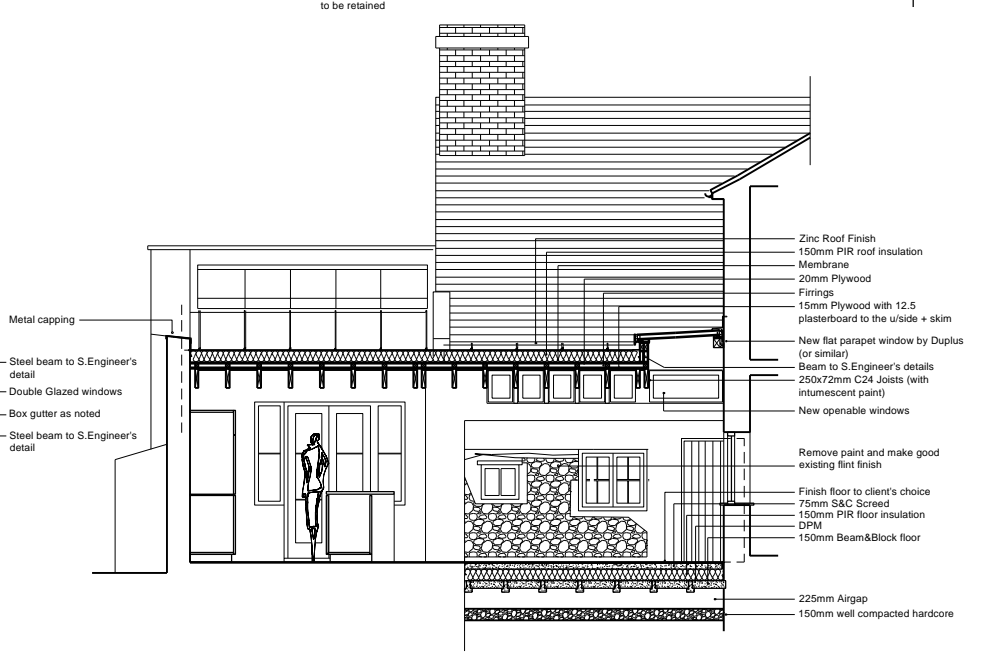 to be retained
Metal capping
Steel beam to S.Engineer's
detail
Double Glazed windows
Box gutter as noted
Steel beam to S.Engineer's
detail
Zinc Roof Finish
150mm PIR roof insulation
Membrane
20mm Plywood
Firrings
15mm Plywood with 12.5
plasterboard to the u/side + skim
New flat parapet window by Duplus
(or similar)
Beam to S.Engineer's details
250x72mm C24 Joists (with
intumescent paint)
New openable windows
Remove paint and make good
existing flint finish
Finish floor to client's choice
75mm S&C Screed
150mm PIR floor insulation
DPM
150mm Beam&Block floor
225mm Airgap
150mm well compacted hardcore